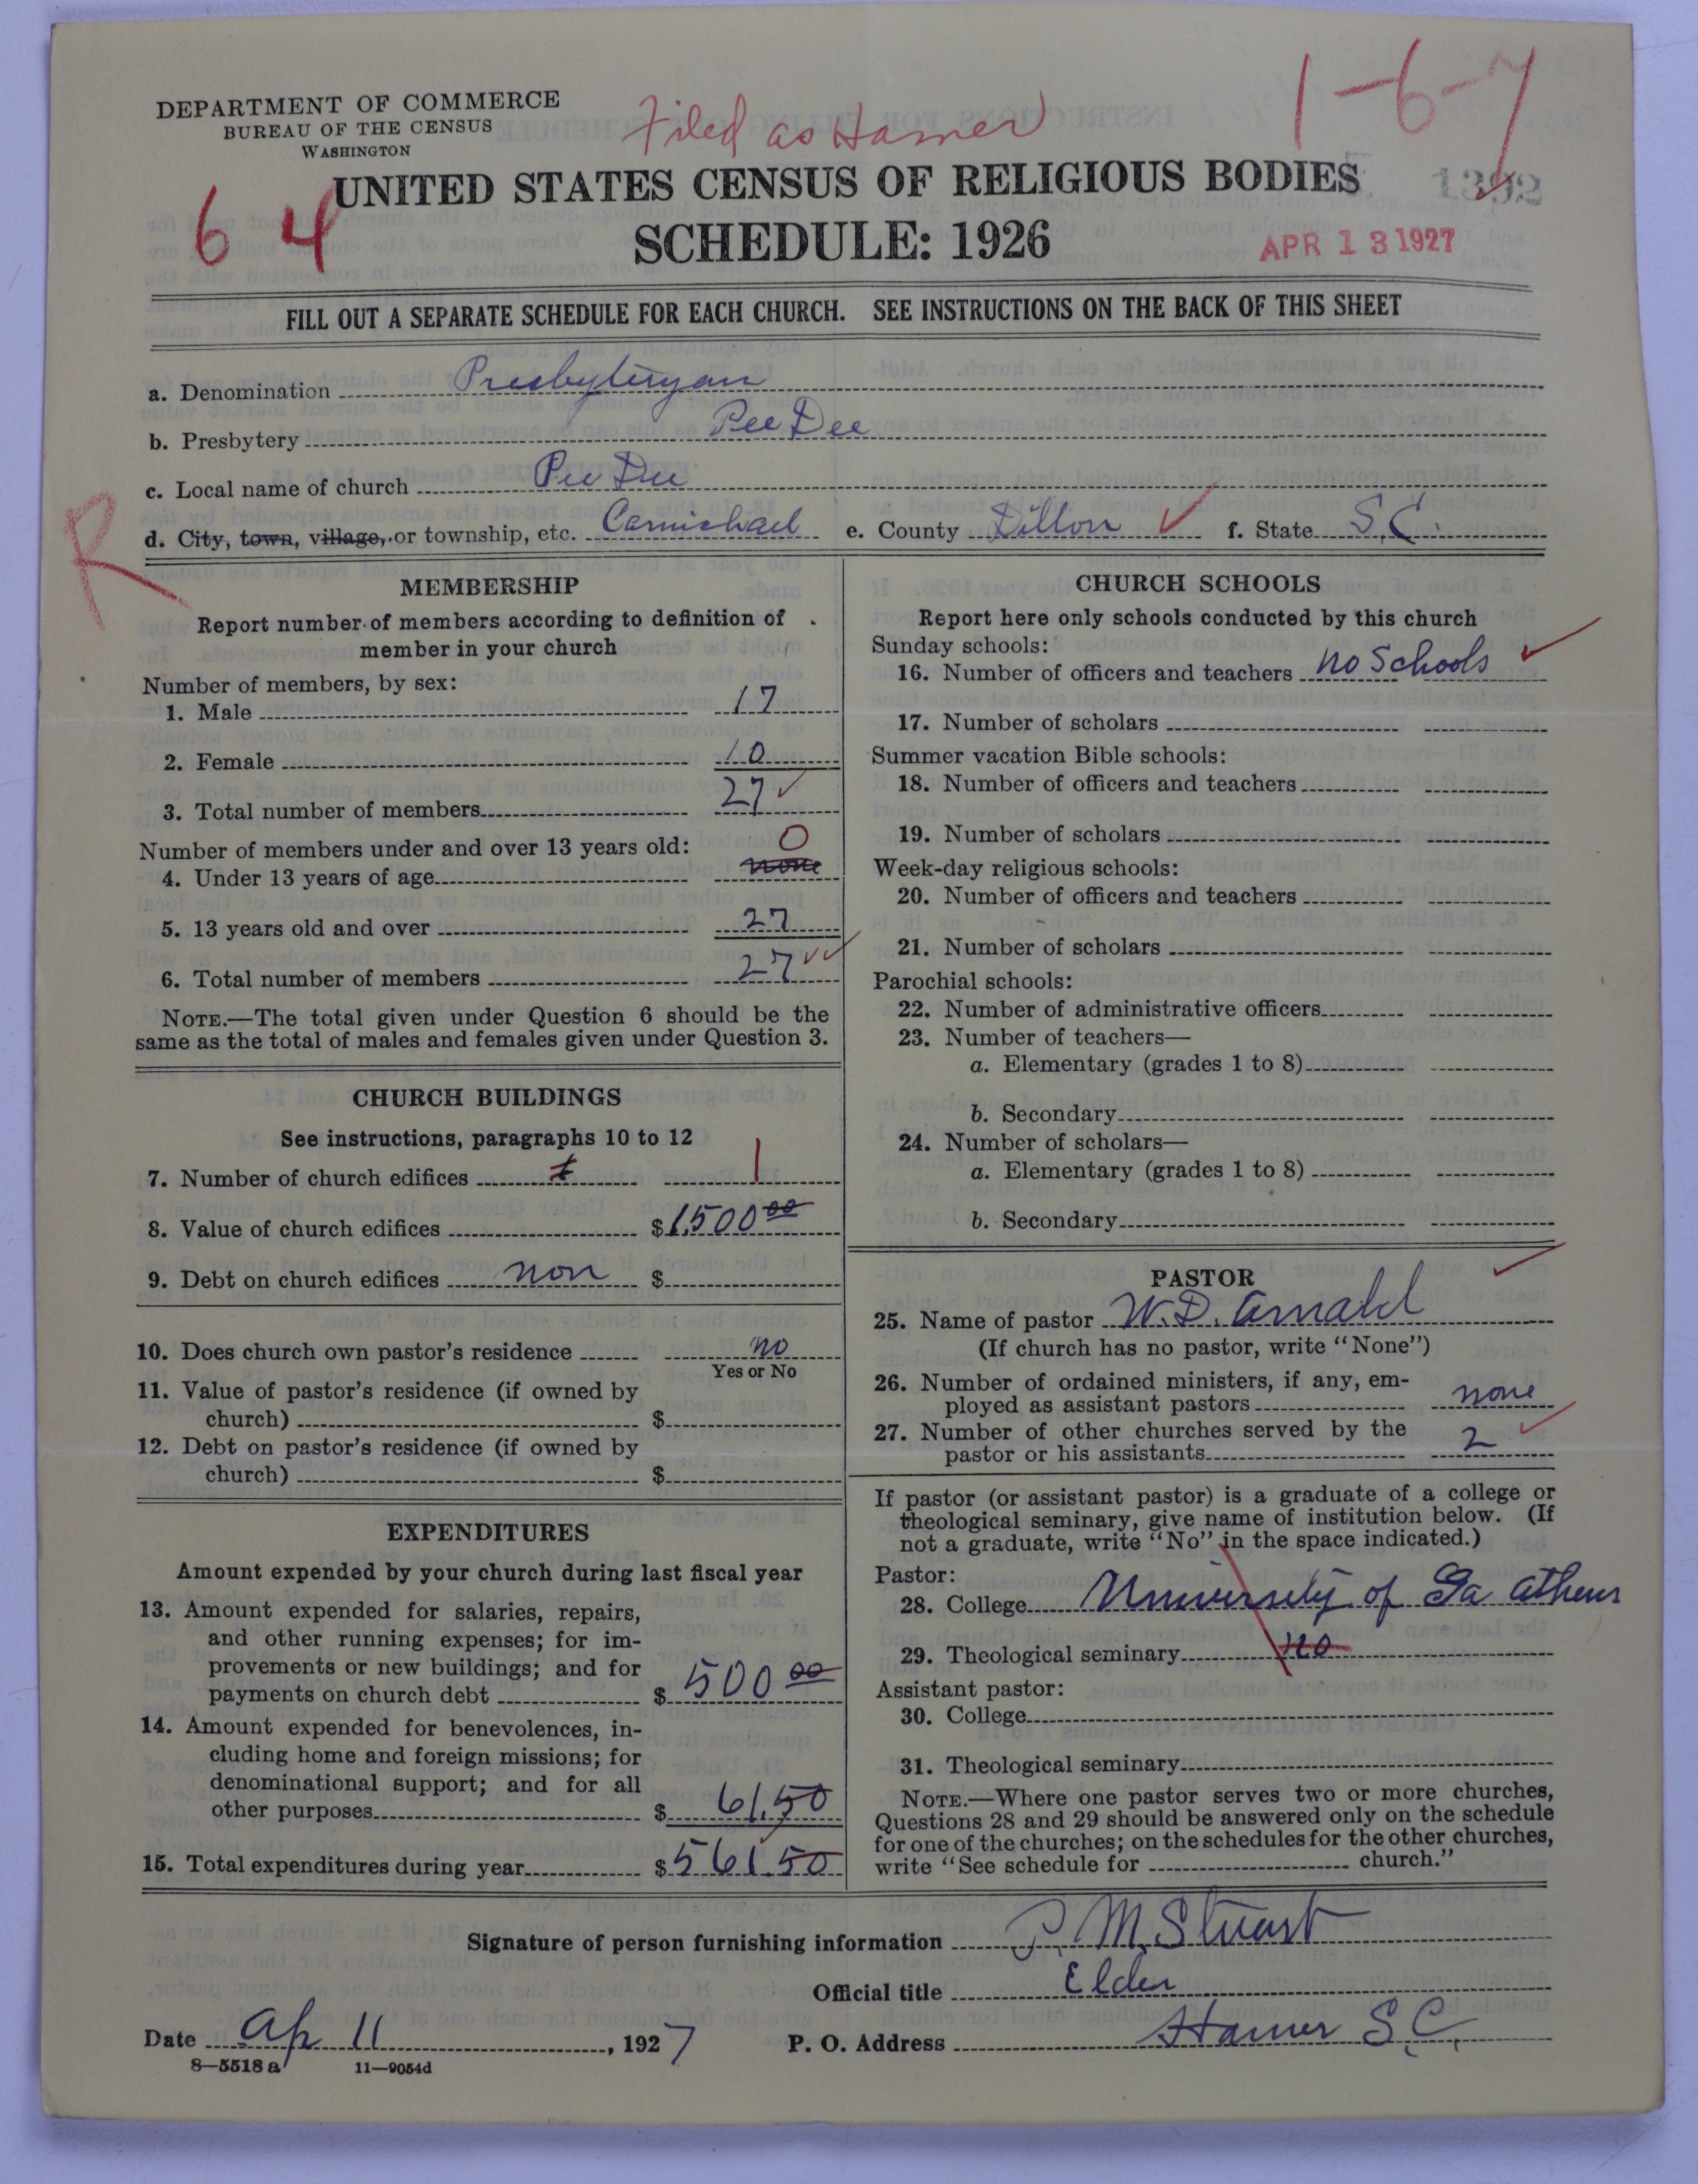 DEPARTMENT OF COMMERCE
BUREAU OF THE CENSUS
WASHINGTON
Filed as Hamer
1-6-7
64
UNITED STATES CENSUS OF RELIGIOUS BODIES
SCHEDULE: 1926
1392
APR 13 1927
FILL OUT A SEPARATE SCHEDULE FOR EACH CHURCH. SEE INSTRUCTIONS ON THE BACK OF THIS SHEET
a. Denomination Presbyteryan
b. Presbytery Pee Dee
c. Local name of church Pee Dee
R
d. City, town, village, or township, etc. Carmichael e. County Dillon ✓ f. State S.C.
MEMBERSHIP
Report number of members according to definition of
member in your church
Number of members, by sex:
1. Male 17
2. Female 10
3. Total number of members 27 ✓
Number of members under and over 13 years old: 0
4. Under 13 years of age none
5. 13 years old and over 27
6. Total number of members 27 ✓✓
NOTE.—The total given under Question 6 should be the
same as the total of males and females given under Question 3.
CHURCH BUILDINGS
See instructions, paragraphs 10 to 12
7. Number of church edifices 1 1
8. Value of church edifices $1,500 00
9. Debt on church edifices non $
10. Does church own pastor's residence no
Yes or No
11. Value of pastor's residence (if owned by
church) $
12. Debt on pastor's residence (if owned by
church) $
EXPENDITURES
Amount expended by your church during last fiscal year
13. Amount expended for salaries, repairs,
and other running expenses; for im-
provements or new buildings; and for
payments on church debt $ 500 00
14. Amount expended for benevolences, in-
cluding home and foreign missions; for
denominational support; and for all
other purposes $ 61.50
15. Total expenditures during year $561.50
CHURCH SCHOOLS
Report here only schools conducted by this church
Sunday schools:
16. Number of officers and teachers no Schools ✓
17. Number of scholars
Summer vacation Bible schools:
18. Number of officers and teachers
19. Number of scholars
Week-day religious schools:
20. Number of officers and teachers
21. Number of scholars
Parochial schools:
22. Number of administrative officers
23. Number of teachers—
a. Elementary (grades 1 to 8)
b. Secondary
24. Number of scholars—
a. Elementary (grades 1 to 8)
b. Secondary
PASTOR ✓
25. Name of pastor W.D. Arnald
(If church has no pastor, write "None")
26. Number of ordained ministers, if any, em-
ployed as assistant pastors none
27. Number of other churches served by the
pastor or his assistants 2 ✓
If pastor (or assistant pastor) is a graduate of a college or
theological seminary, give name of institution below. (If
not a graduate, write "No" in the space indicated.)
Pastor:
28. College University of Ga Athens
29. Theological seminary no
Assistant pastor:
30. College
31. Theological seminary
NOTE.—Where one pastor serves two or more churches,
Questions 28 and 29 should be answered only on the schedule
for one of the churches; on the schedules for the other churches,
write "See schedule for church."
Signature of person furnishing information P. M. Stuart
Official title Elder
Date Ap 11, 1927 P. O. Address Hamer S.C.
8—5518 a 11—9054d